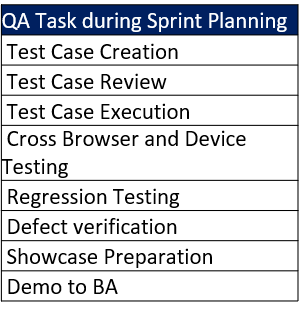 QA Task during Sprint Planning
Test Case Creation
Test Case Review
Test Case Execution
Cross Browser and Device
Testing
Regression Testing
Defect verification
Showcase Preparation
Demo to BA